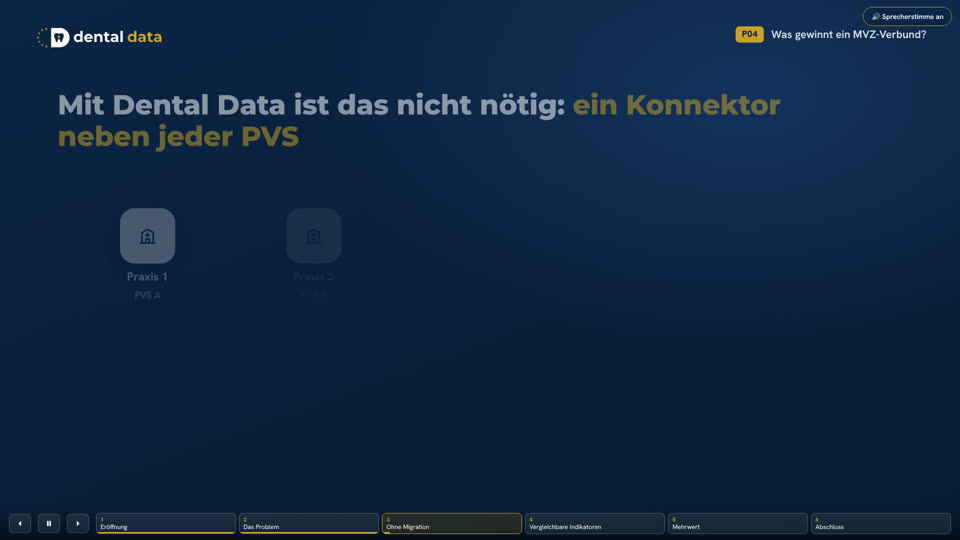 🔊 Sprecherstimme an
dental data
P04 Was gewinnt ein MVZ-Verbund?
Mit Dental Data ist das nicht nötig: ein Konnektor
neben jeder PVS
Praxis 1
Praxis 2
PVS A
1
Eröffnung
2
Das Problem
3
Ohne Migration
4
Vergleichbare Indikatoren
5
Mehrwert
6
Abschluss